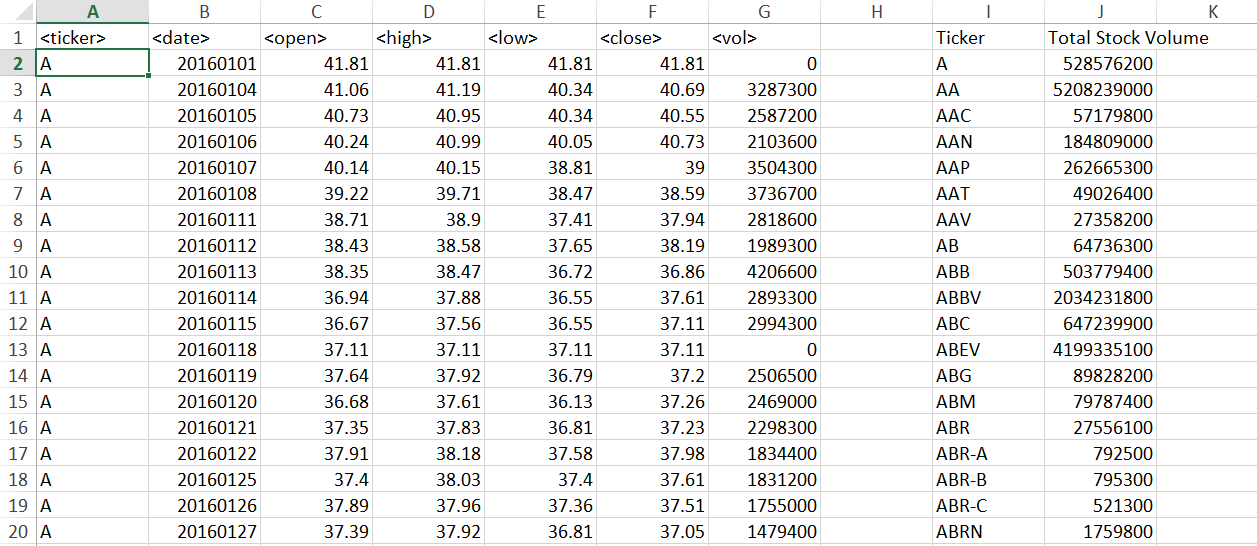 A B C D E F G H I J K
1 <ticker> <date> <open> <high> <low> <close> <vol> Ticker Total Stock Volume
2 A 20160101 41.81 41.81 41.81 41.81 0 A 528576200
3 A 20160104 41.06 41.19 40.34 40.69 3287300 AA 5208239000
4 A 20160105 40.73 40.95 40.34 40.55 2587200 AAC 57179800
5 A 20160106 40.24 40.99 40.05 40.73 2103600 AAN 184809000
6 A 20160107 40.14 40.15 38.81 39 3504300 AAP 262665300
7 A 20160108 39.22 39.71 38.47 38.59 3736700 AAT 49026400
8 A 20160111 38.71 38.9 37.41 37.94 2818600 AAV 27358200
9 A 20160112 38.43 38.58 37.65 38.19 1989300 AB 64736300
10 A 20160113 38.35 38.47 36.72 36.86 4206600 ABB 503779400
11 A 20160114 36.94 37.88 36.55 37.61 2893300 ABBV 2034231800
12 A 20160115 36.67 37.56 36.55 37.11 2994300 ABC 647239900
13 A 20160118 37.11 37.11 37.11 37.11 0 ABEV 4199335100
14 A 20160119 37.64 37.92 36.79 37.2 2506500 ABG 89828200
15 A 20160120 36.68 37.61 36.13 37.26 2469000 ABM 79787400
16 A 20160121 37.35 37.83 36.81 37.23 2298300 ABR 27556100
17 A 20160122 37.91 38.18 37.58 37.98 1834400 ABR-A 792500
18 A 20160125 37.4 38.03 37.4 37.61 1831200 ABR-B 795300
19 A 20160126 37.89 37.96 37.36 37.51 1755000 ABR-C 521300
20 A 20160127 37.39 37.92 36.81 37.05 1479400 ABRN 1759800